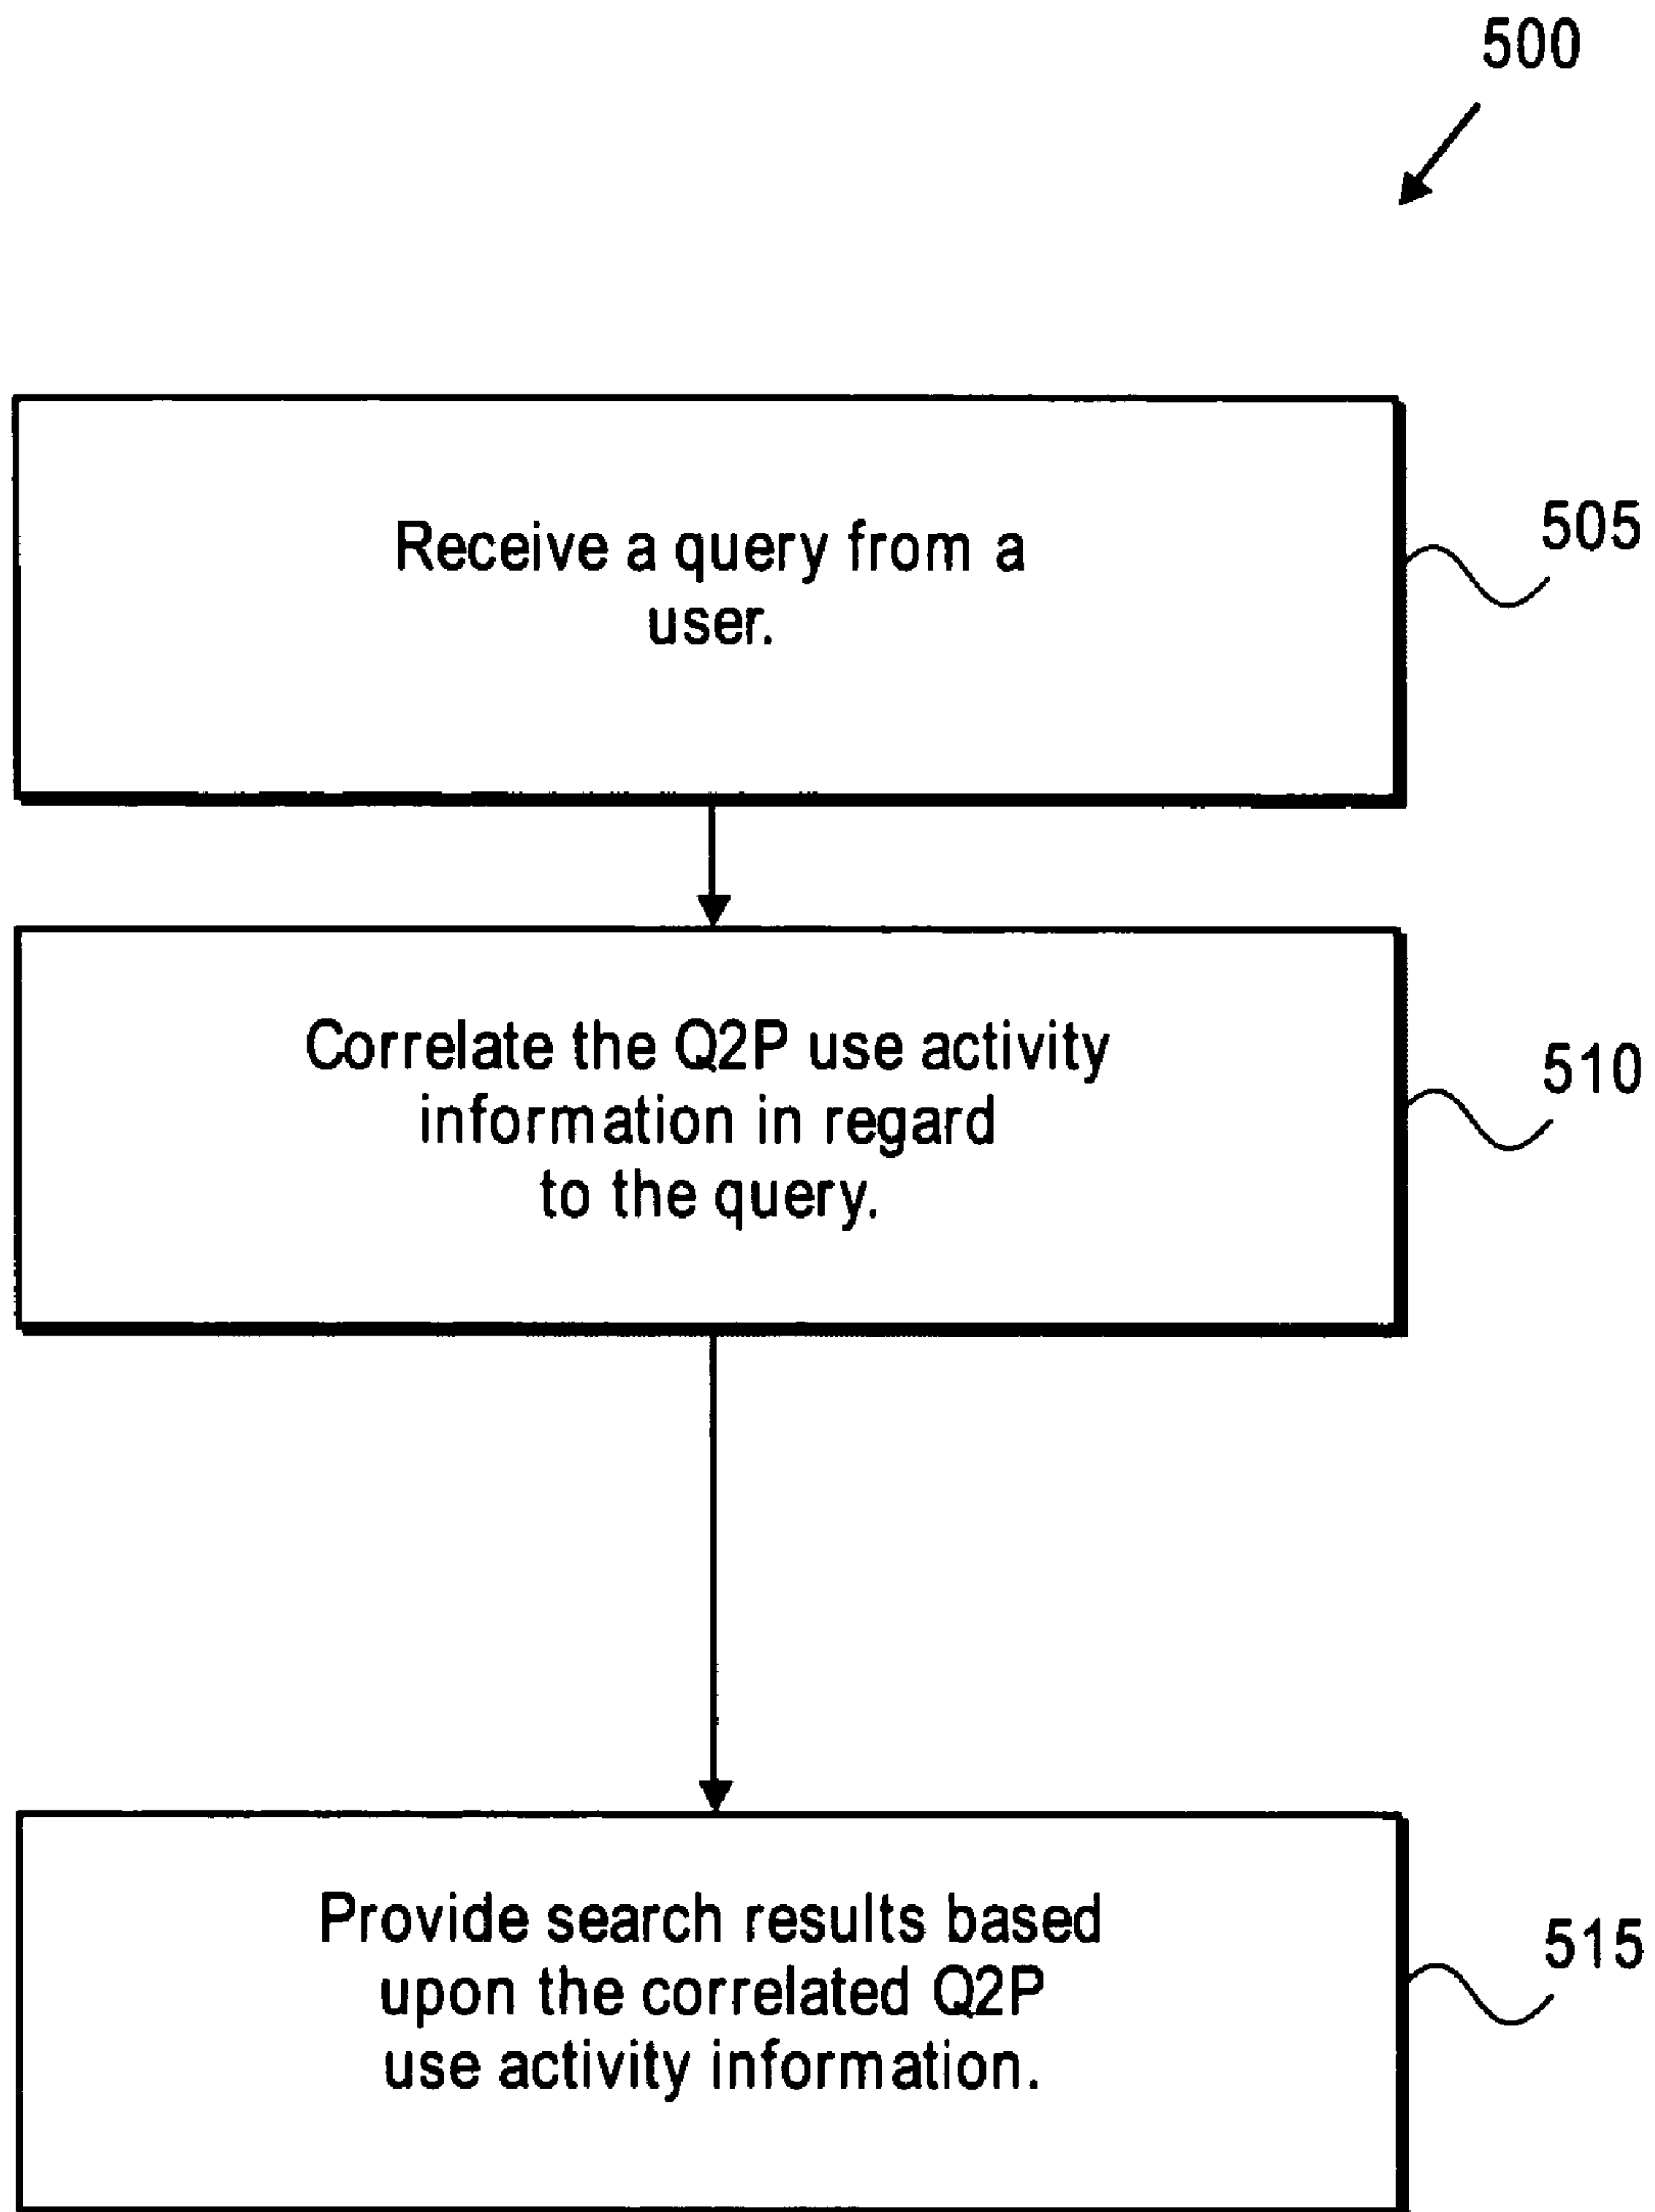 500
Receive a query from a
user.
505
Correlate the Q2P use activity
information in regard
to the query.
510
Provide search results based
upon the correlated Q2P
use activity information.
515